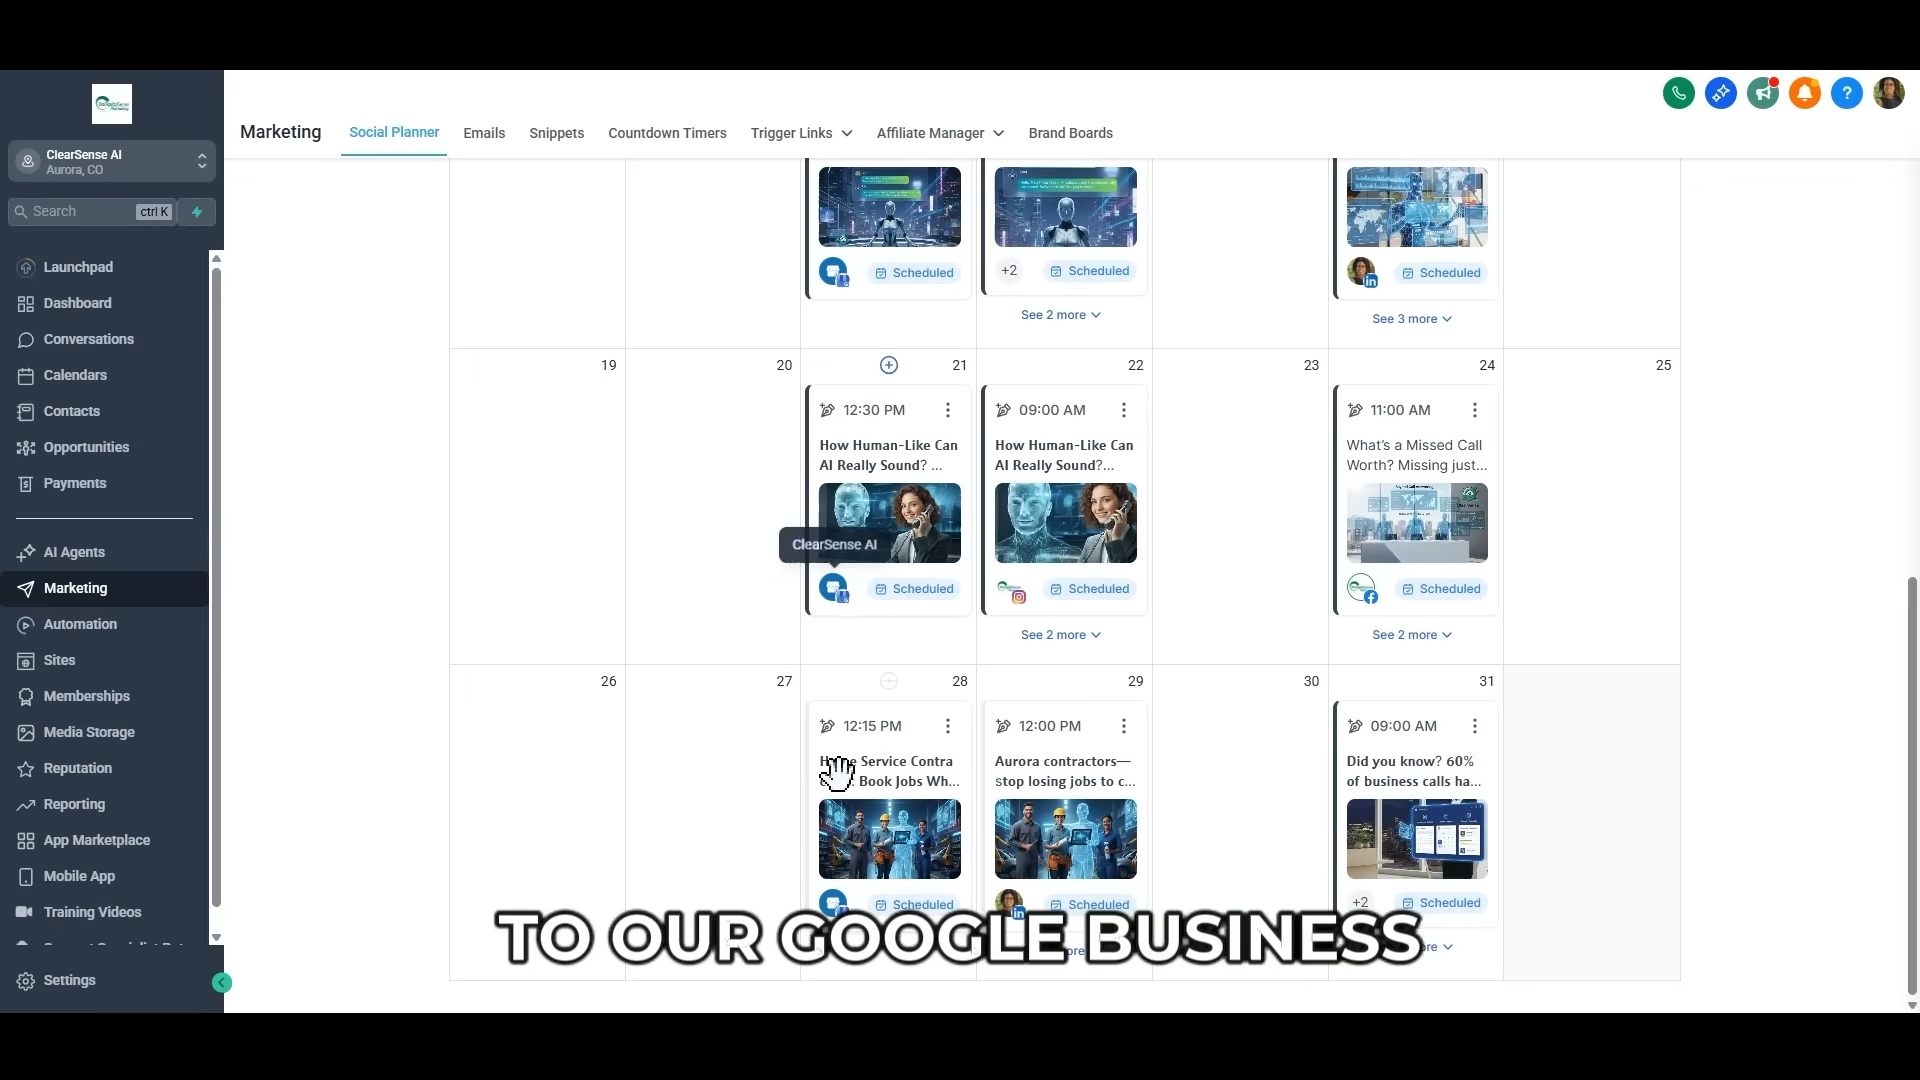 ClearSense AI
Aurora, CO
Search
ctrl K
Launchpad
Dashboard
Conversations
Calendars
Contacts
Opportunities
Payments
AI Agents
Marketing
Automation
Sites
Memberships
Media Storage
Reputation
Reporting
App Marketplace
Mobile App
Training Videos
Settings
Marketing
Social Planner
Emails
Snippets
Countdown Timers
Trigger Links
Affiliate Manager
Brand Boards
Scheduled
+2
Scheduled
See 2 more
Scheduled
See 3 more
19
20
21
22
23
24
25
12:30 PM
How Human-Like Can
AI Really Sound? ...
ClearSense AI
Scheduled
09:00 AM
How Human-Like Can
AI Really Sound?...
Scheduled
See 2 more
11:00 AM
What's a Missed Call
Worth? Missing just...
Scheduled
See 2 more
26
27
28
29
30
31
12:15 PM
Service Contra
Book Jobs Wh...
Scheduled
12:00 PM
Aurora contractors—
stop losing jobs to c...
Scheduled
09:00 AM
Did you know? 60%
of business calls ha...
+2
Scheduled
TO OUR GOOGLE BUSINESS